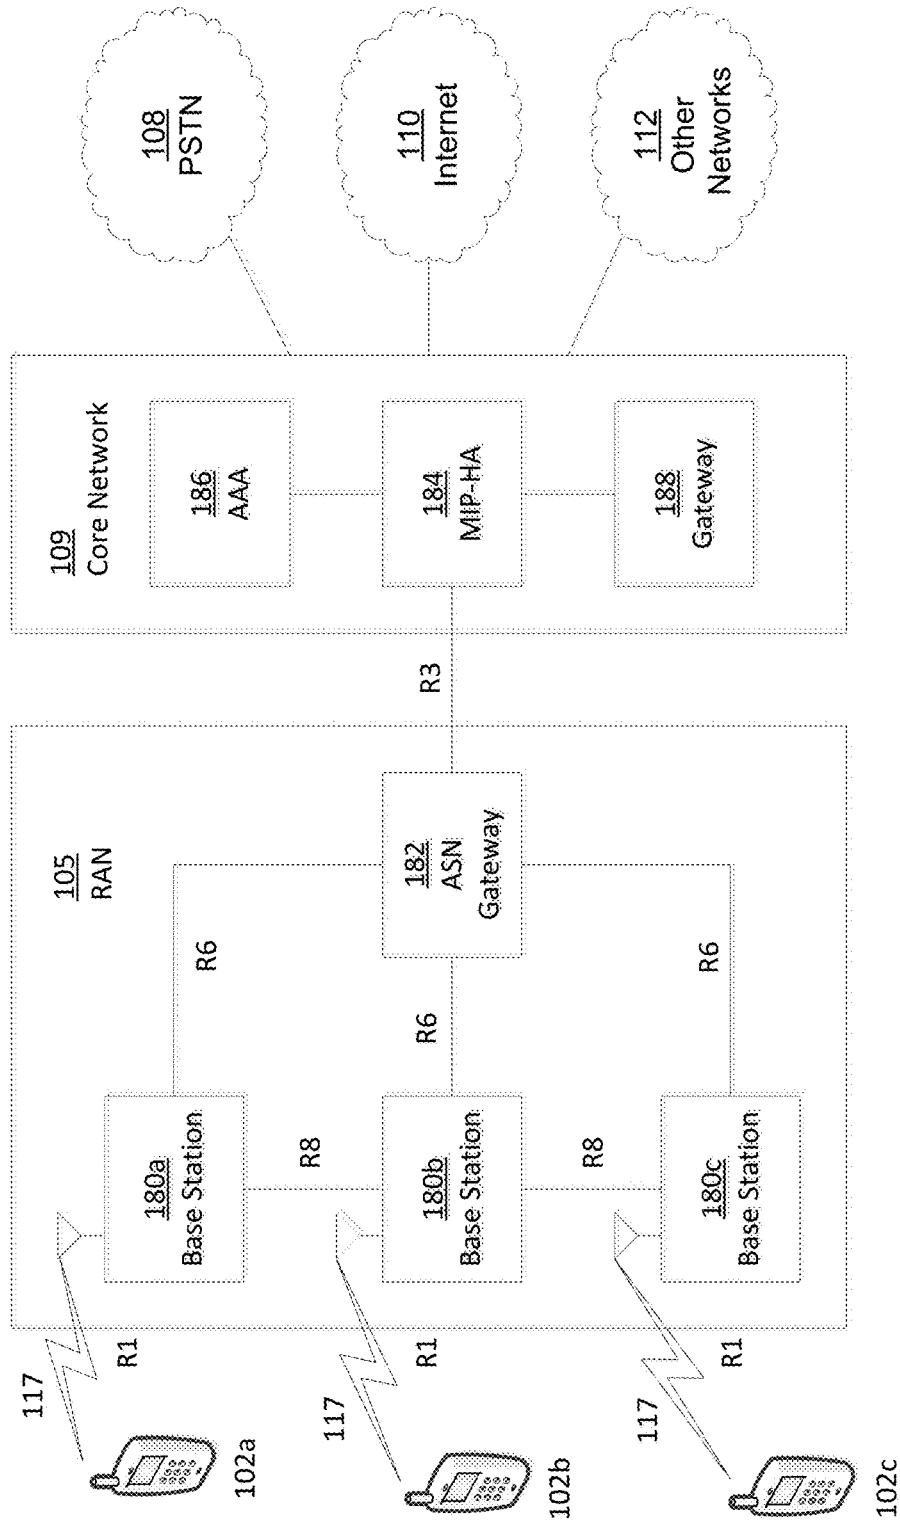 102a
117
R1
102b
117
R1
102c
117
R1
105
RAN
180a
Base Station
R8
180b
Base Station
R8
180c
Base Station
R6
R6
R6
182
ASN
Gateway
R3
109
Core Network
186
AAA
184
MIP-HA
188
Gateway
108
PSTN
110
Internet
112
Other
Networks